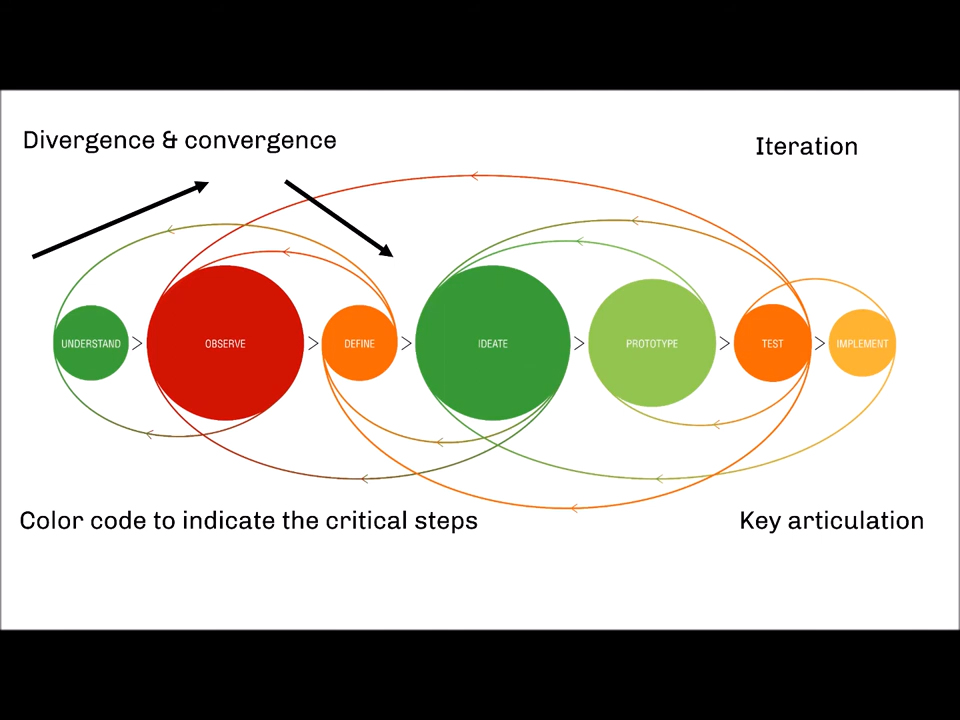 Divergence & convergence
Iteration
UNDERSTAND
OBSERVE
DEFINE
IDEATE
PROTOTYPE
TEST
IMPLEMENT
Color code to indicate the critical steps
Key articulation